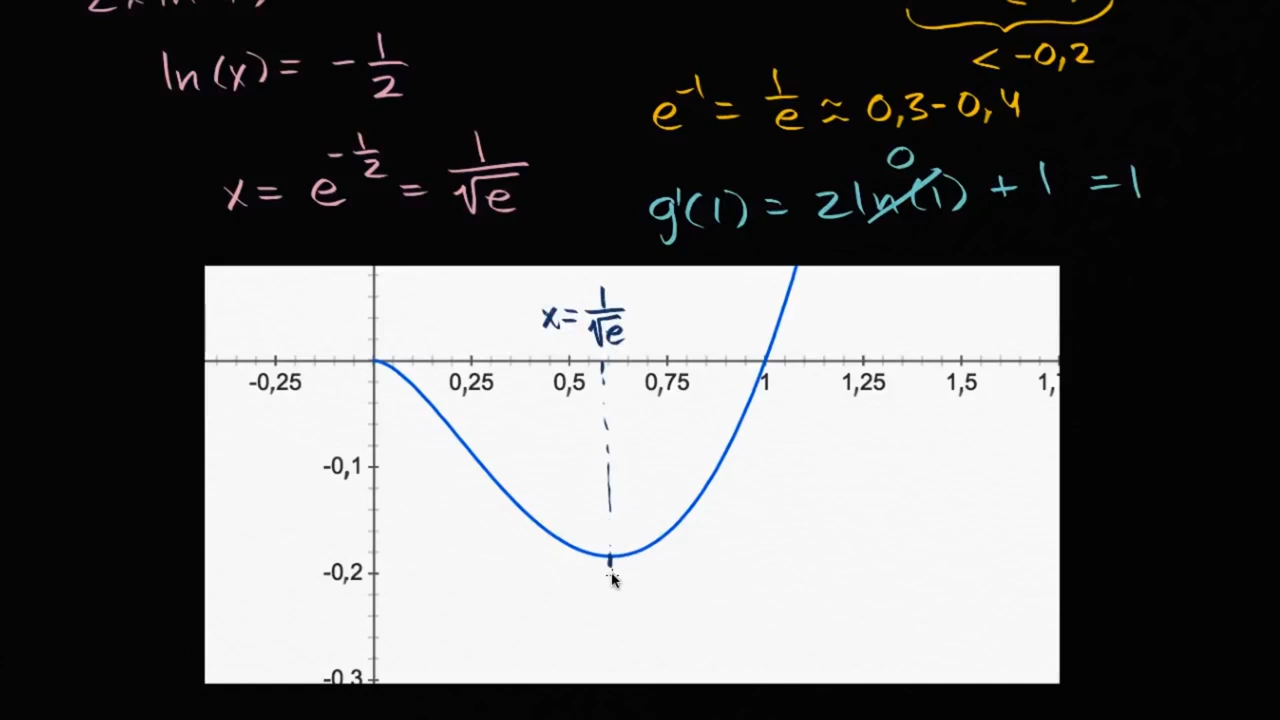 ln(x) = -1/2
x = e^(-1/2) = 1/√e
< -0,2
e^(-1) = 1/e ≈ 0,3-0,4
0
g'(1) = 2ln(1) + 1 = 1
x = 1/√e
-0,25 0,25 0,5 0,75 1 1,25 1,5 1,
-0,1
-0,2
-0,3